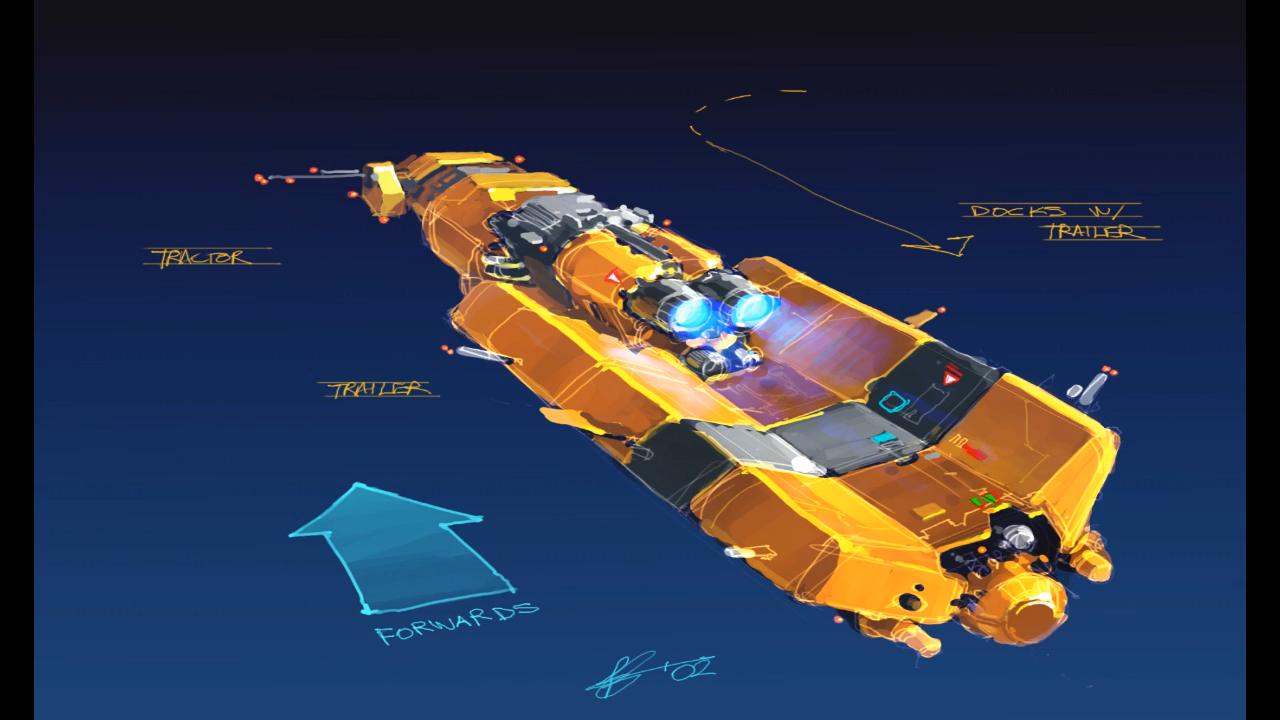 DOCKS W/
TRAILER
TRACTOR
TRAILER
FORWARDS
02